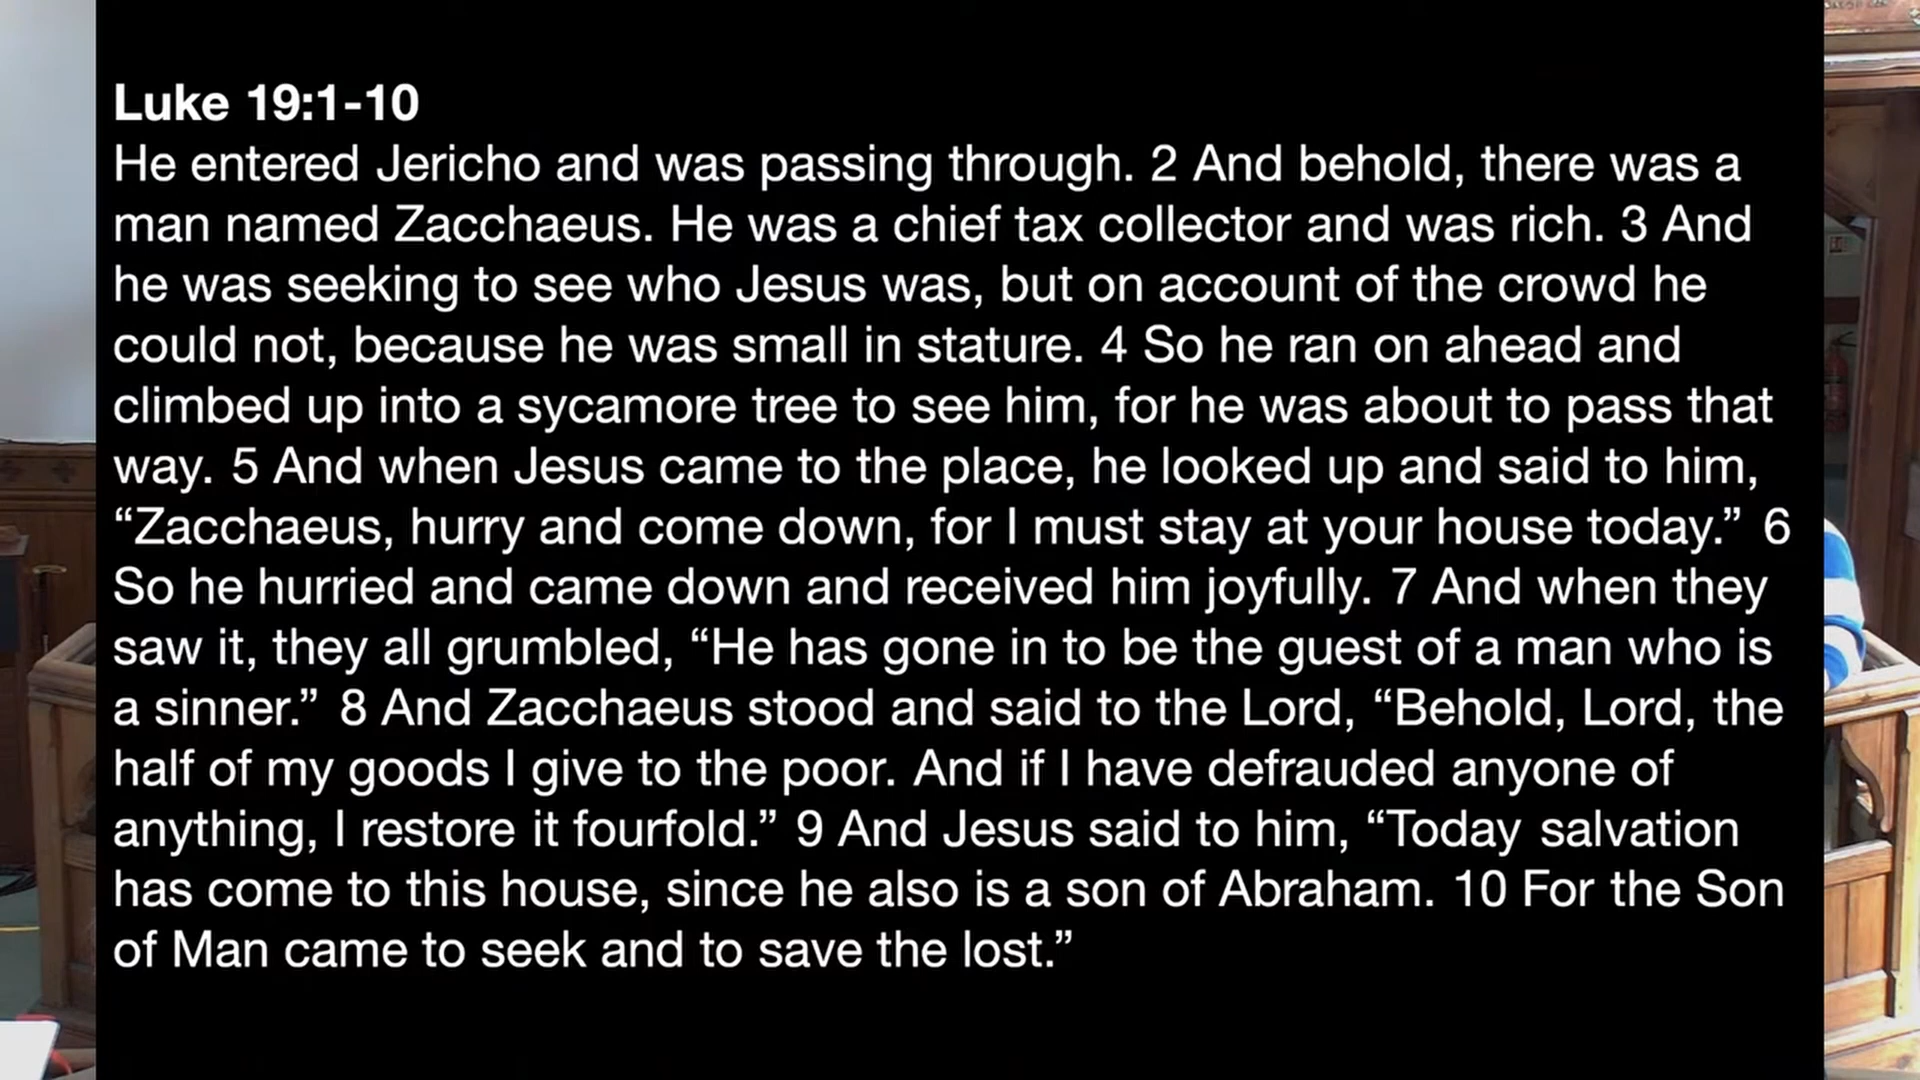 Luke 19:1-10
He entered Jericho and was passing through. 2 And behold, there was a
man named Zacchaeus. He was a chief tax collector and was rich. 3 And
he was seeking to see who Jesus was, but on account of the crowd he
could not, because he was small in stature. 4 So he ran on ahead and
climbed up into a sycamore tree to see him, for he was about to pass that
way. 5 And when Jesus came to the place, he looked up and said to him,
“Zacchaeus, hurry and come down, for I must stay at your house today.” 6
So he hurried and came down and received him joyfully. 7 And when they
saw it, they all grumbled, “He has gone in to be the guest of a man who is
a sinner.” 8 And Zacchaeus stood and said to the Lord, “Behold, Lord, the
half of my goods I give to the poor. And if I have defrauded anyone of
anything, I restore it fourfold.” 9 And Jesus said to him, “Today salvation
has come to this house, since he also is a son of Abraham. 10 For the Son
of Man came to seek and to save the lost.”